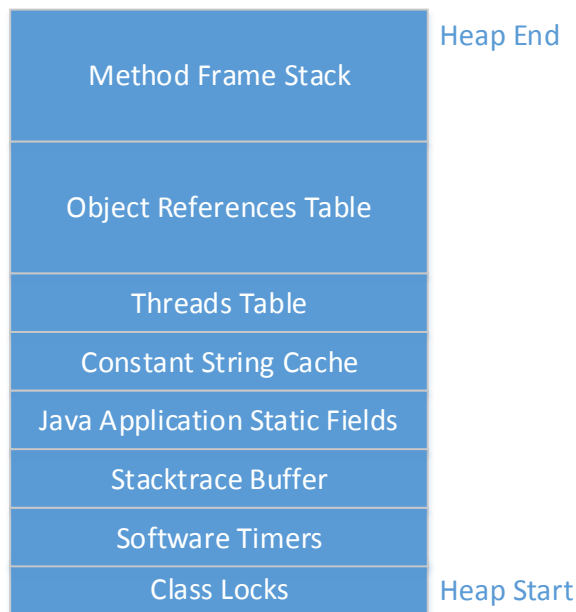 Heap End
Method Frame Stack
Object References Table
Threads Table
Constant String Cache
Java Application Static Fields
Stacktrace Buffer
Software Timers
Class Locks
Heap Start